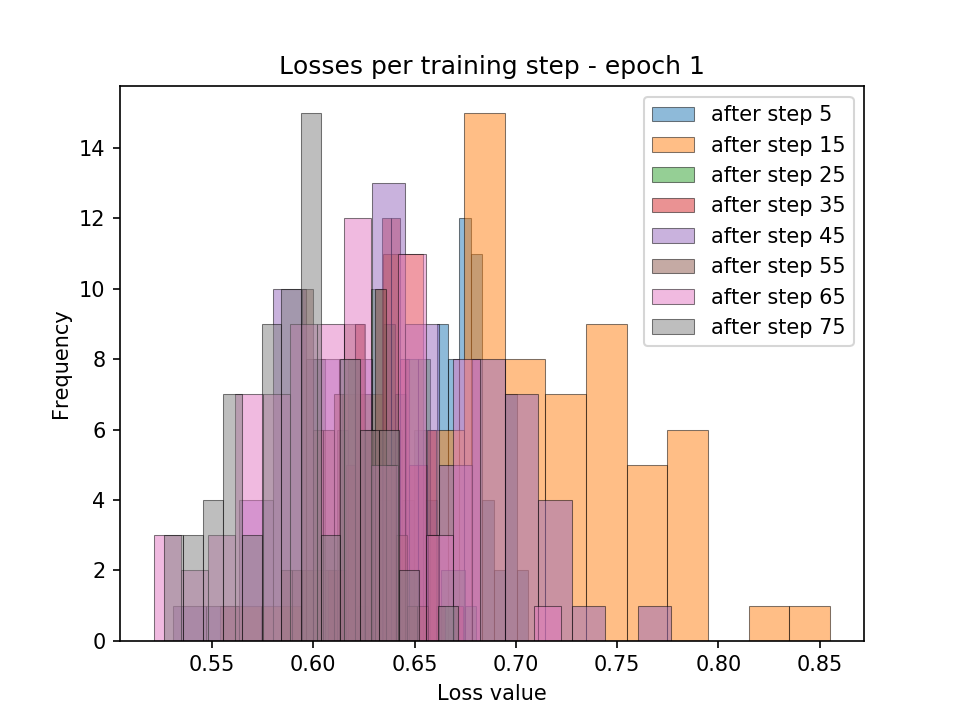 Losses per training step - epoch 1
after step 5
after step 15
after step 25
after step 35
after step 45
after step 55
after step 65
after step 75
Frequency
14
12
10
8
6
4
2
0
0.55 0.60 0.65 0.70 0.75 0.80 0.85
Loss value